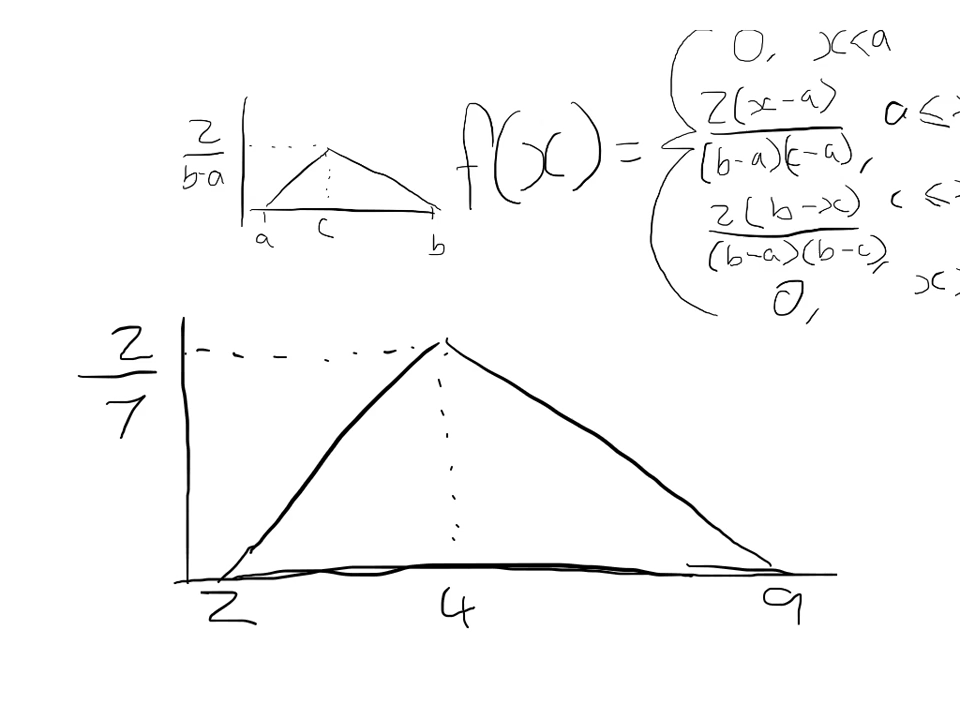 2/(b-a)
a c b
f(x) = { 0, x<a
2(x-a)/((b-a)(c-a)), a≤
2(b-x)/((b-a)(b-c)), c≤
0, x>
2/7
2 4 9